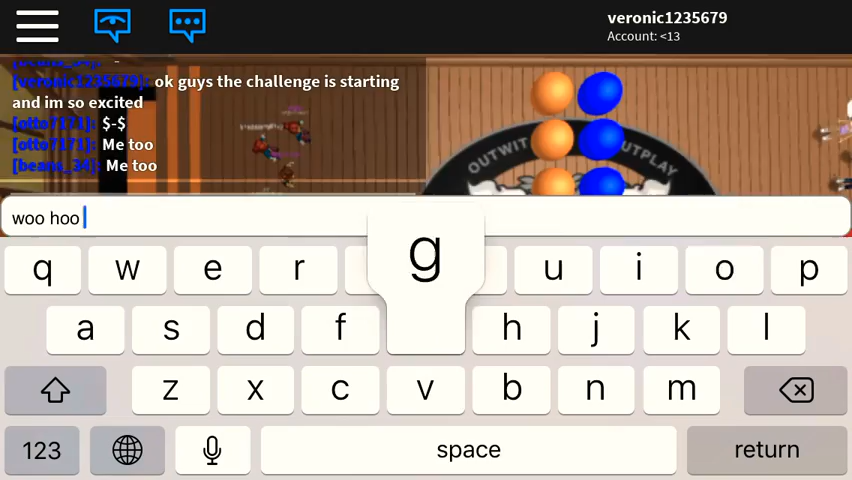 veronic1235679
Account: <13
[veronic1235679]: ok guys the challenge is starting
and im so excited
[otto7171]: $-$
[otto7171]: Me too
[beans_34]: Me too
OUTWIT OUTPLAY
woo hoo
g
q w e r u i o p
a s d f h j k l
z x c v b n m
123 space return